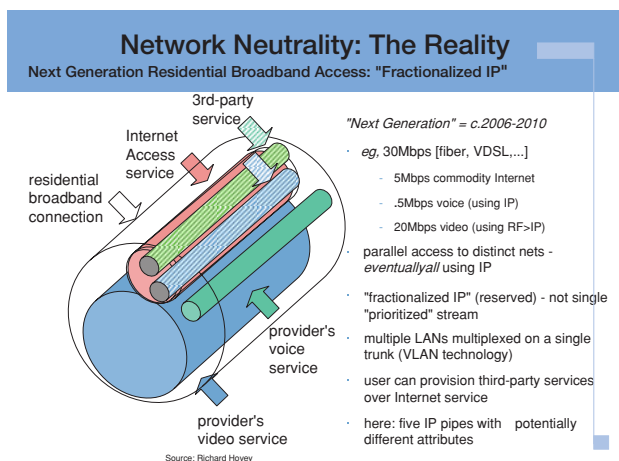 Network Neutrality: The Reality
Next Generation Residential Broadband Access: "Fractionalized IP"
3rd-party
service
Internet
Access
service
residential
broadband
connection
provider's
voice
service
provider's
video service
Source: Richard Hovey
"Next Generation" = c.2006-2010
· eg, 30Mbps [fiber, VDSL,...]
- 5Mbps commodity Internet
- .5Mbps voice (using IP)
- 20Mbps video (using RF>IP)
· parallel access to distinct nets -
eventuallyall using IP
· "fractionalized IP" (reserved) - not single
"prioritized" stream
· multiple LANs multiplexed on a single
trunk (VLAN technology)
· user can provision third-party services
over Internet service
· here: five IP pipes with potentially
different attributes